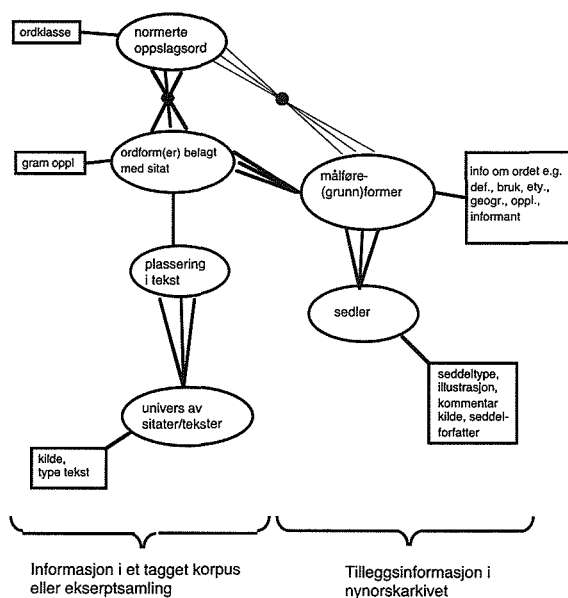 ordklasse
normerte
oppslagsord
gram oppl
ordform(er) belagt
med sitat
målføre-
(grunn)former
info om ordet e.g.
def., bruk, ety.,
geogr., oppl.,
informant
plassering
i tekst
sedler
seddeltype,
illustrasjon,
kommentar
kilde, seddel-
forfatter
univers av
sitater/tekster
kilde,
type tekst
Informasjon i et tagget korpus
eller ekserptsamling
Tilleggsinformasjon i
nynorskarkivet